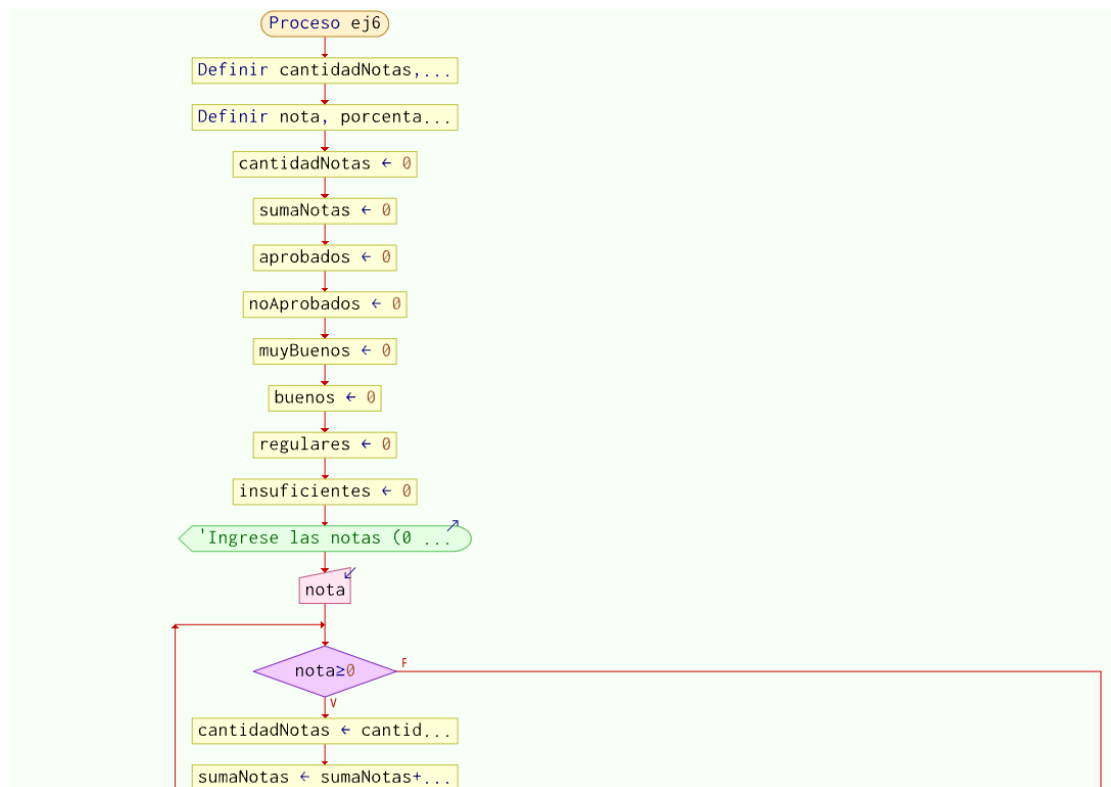 Proceso ej6
Definir cantidadNotas,...
Definir nota, porcenta...
cantidadNotas ← 0
sumaNotas ← 0
aprobados ← 0
noAprobados ← 0
muyBuenos ← 0
buenos ← 0
regulares ← 0
insuficientes ← 0
'Ingrese las notas (0 ...
nota
nota≥0
F
V
cantidadNotas ← cantid...
sumaNotas ← sumaNotas+...